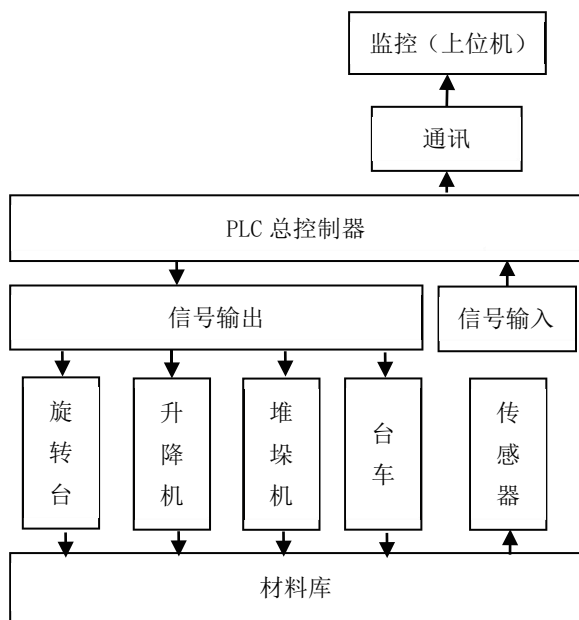 监控（上位机）
通讯
PLC 总控制器
信号输出
信号输入
旋转台
升降机
堆垛机
台车
传感器
材料库